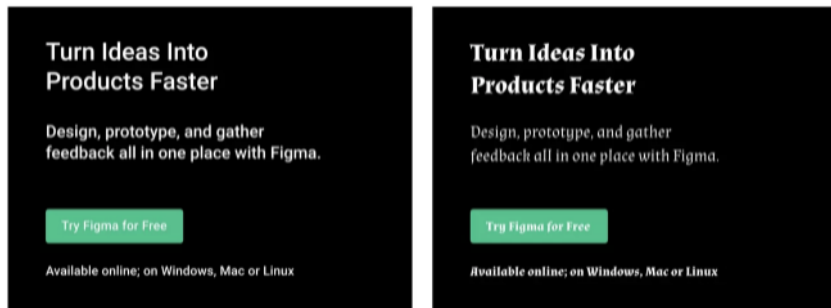 Turn Ideas Into
Products Faster
Design, prototype, and gather
feedback all in one place with Figma.
Try Figma for Free
Available online; on Windows, Mac or Linux
Turn Ideas Into
Products Faster
Design, prototype, and gather
feedback all in one place with Figma.
Try Figma for Free
Available online; on Windows, Mac or Linux